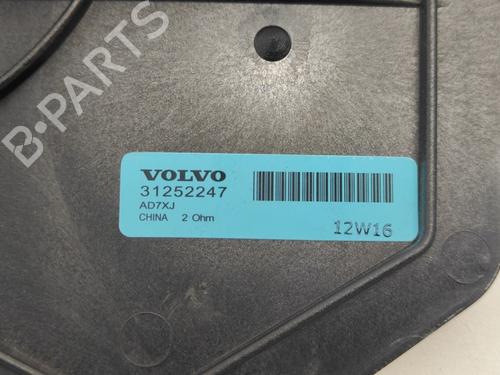 B-PARTS
VOLVO
31252247
AD7XJ
CHINA 2 Ohm
12W16